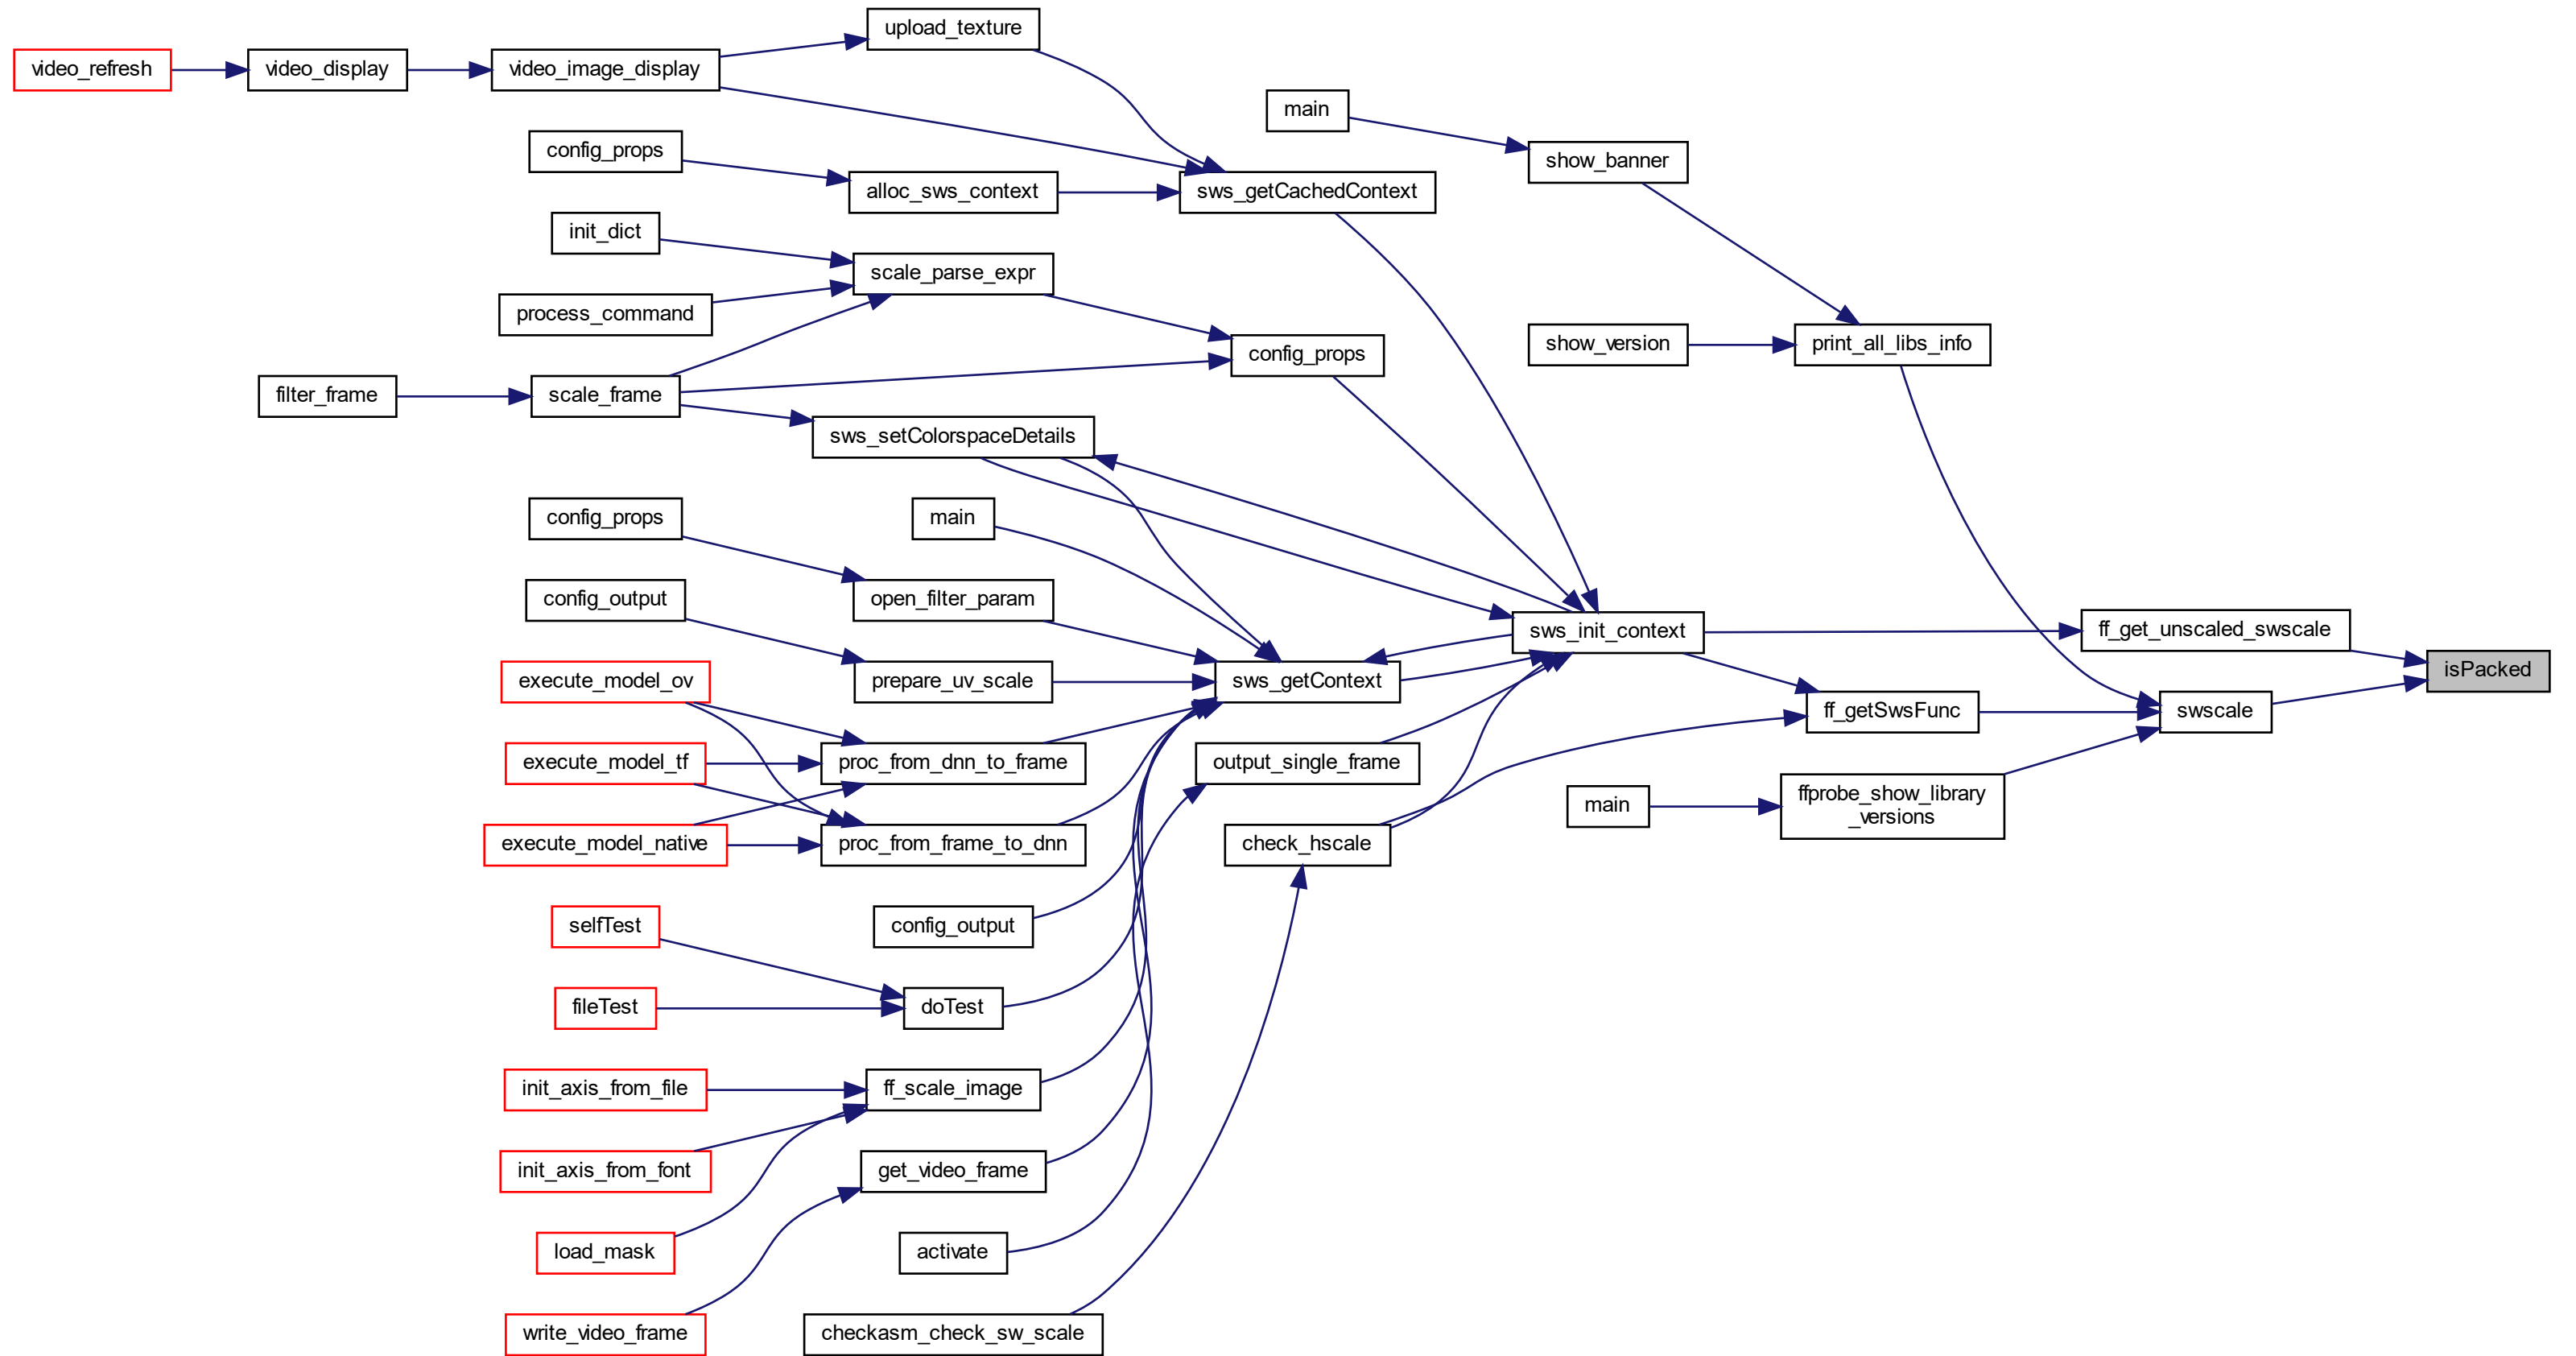 upload_texture
video_refresh
video_display
video_image_display
main
config_props
show_banner
alloc_sws_context
sws_getCachedContext
init_dict
scale_parse_expr
process_command
show_version
print_all_libs_info
config_props
filter_frame
scale_frame
sws_setColorspaceDetails
config_props
main
config_output
open_filter_param
sws_init_context
ff_get_unscaled_swscale
isPacked
execute_model_ov
prepare_uv_scale
sws_getContext
ff_getSwsFunc
swscale
execute_model_tf
proc_from_dnn_to_frame
output_single_frame
main
ffprobe_show_library
_versions
execute_model_native
proc_from_frame_to_dnn
check_hscale
selfTest
config_output
fileTest
doTest
init_axis_from_file
ff_scale_image
init_axis_from_font
get_video_frame
load_mask
activate
write_video_frame
checkasm_check_sw_scale